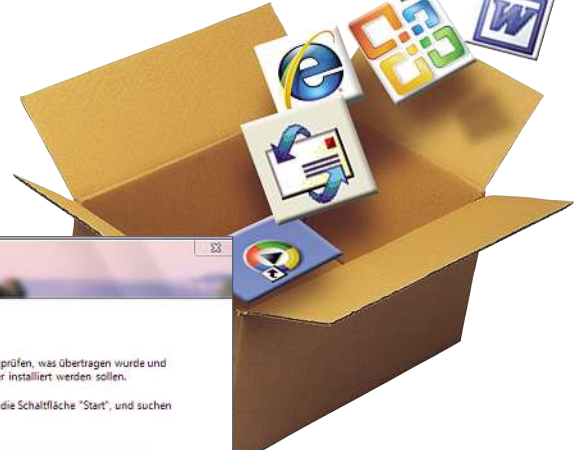 W
prüfen, was übertragen wurde und
r installiert werden sollen.
die Schaltfläche "Start", und suchen